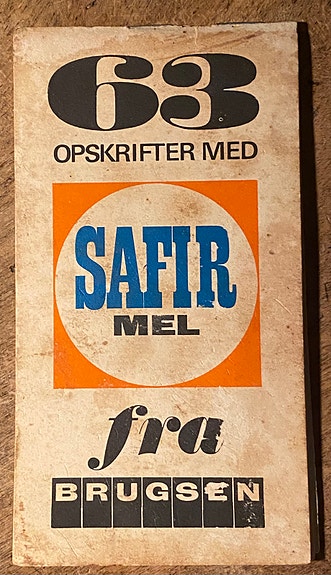 63
OPSKRIFTER MED
SAFIR
MEL
fra
BRUGSEN